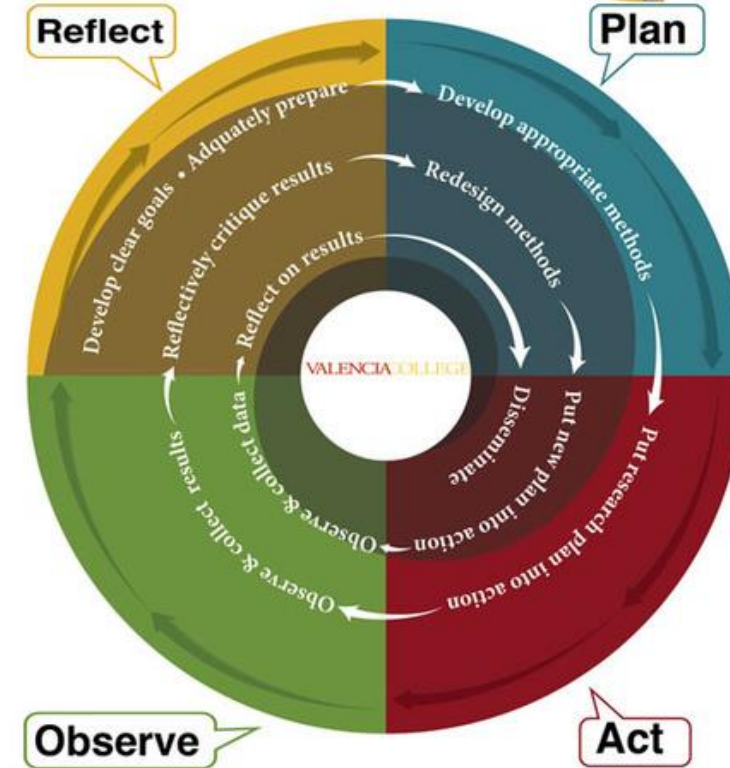 Reflect
Plan
Develop clear goals • Adquately prepare
Develop appropriate methods
Put research plan into action
Observe & collect results
Reflectively critique results
Redesign methods
Put new plan into action
Observe & collect data
Reflect on results
Disseminate
VALENCIACOLLEGE
Observe
Act